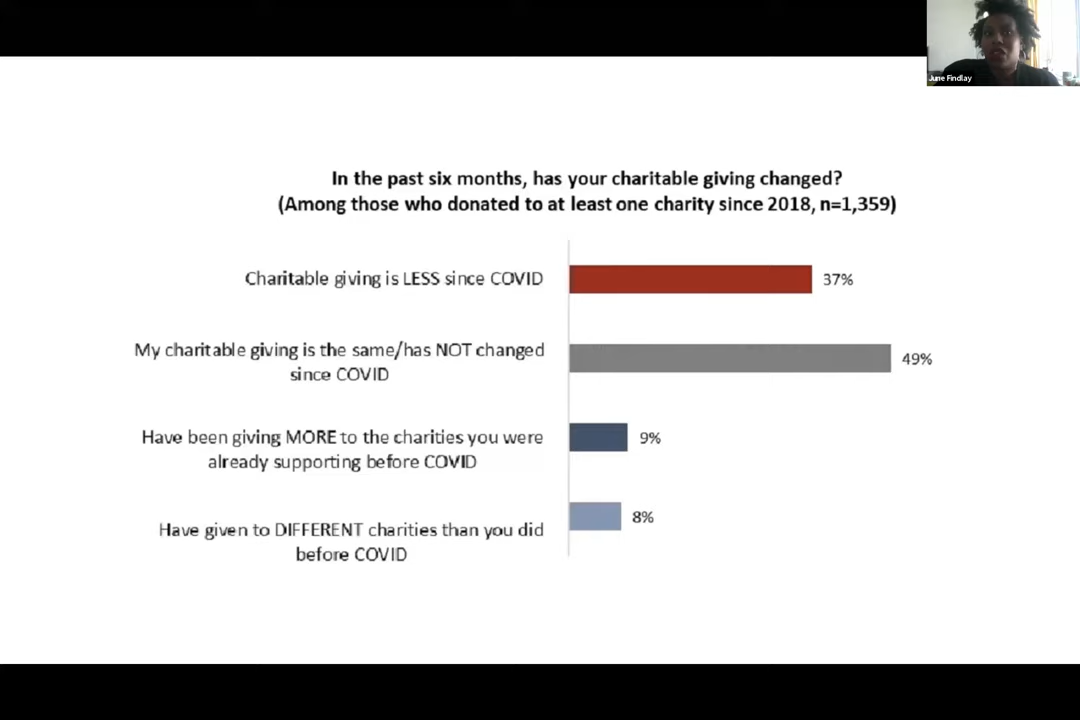 June Findlay
In the past six months, has your charitable giving changed?
(Among those who donated to at least one charity since 2018, n=1,359)
Charitable giving is LESS since COVID
37%
My charitable giving is the same/has NOT changed
since COVID
49%
Have been giving MORE to the charities you were
already supporting before COVID
9%
Have given to DIFFERENT charities than you did
before COVID
8%